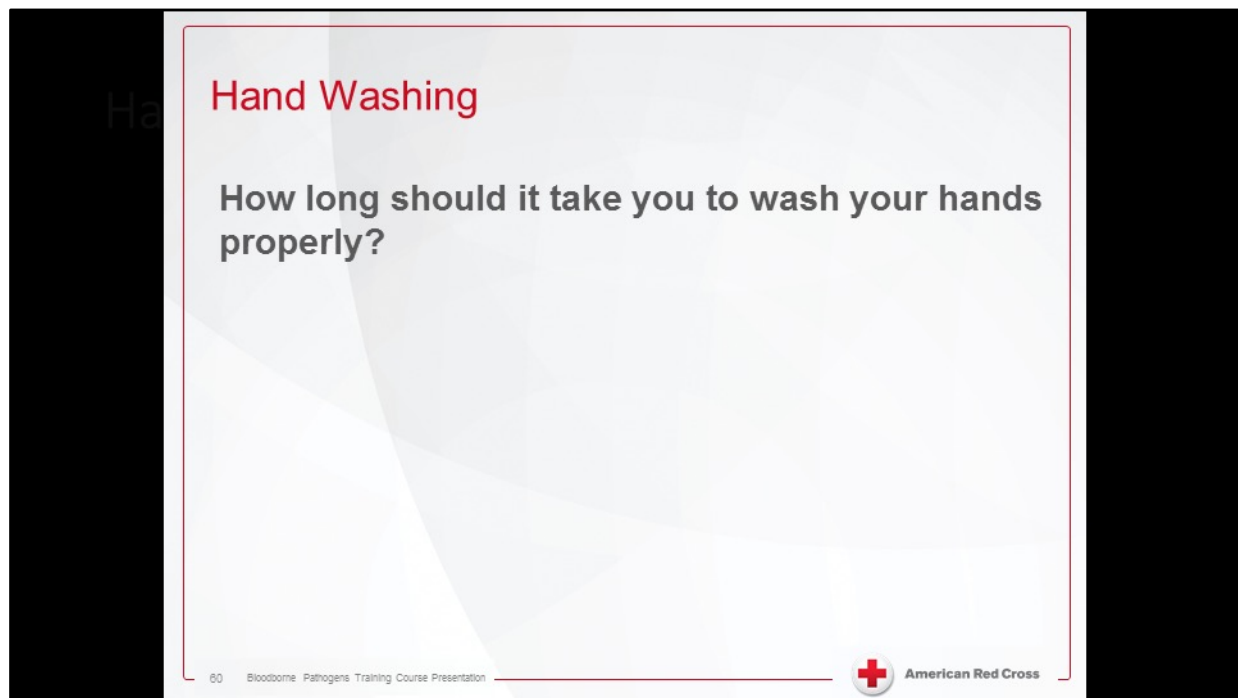 Hand Washing
How long should it take you to wash your hands
properly?
60 Bloodborne Pathogens Training Course Presentation
American Red Cross
Ha